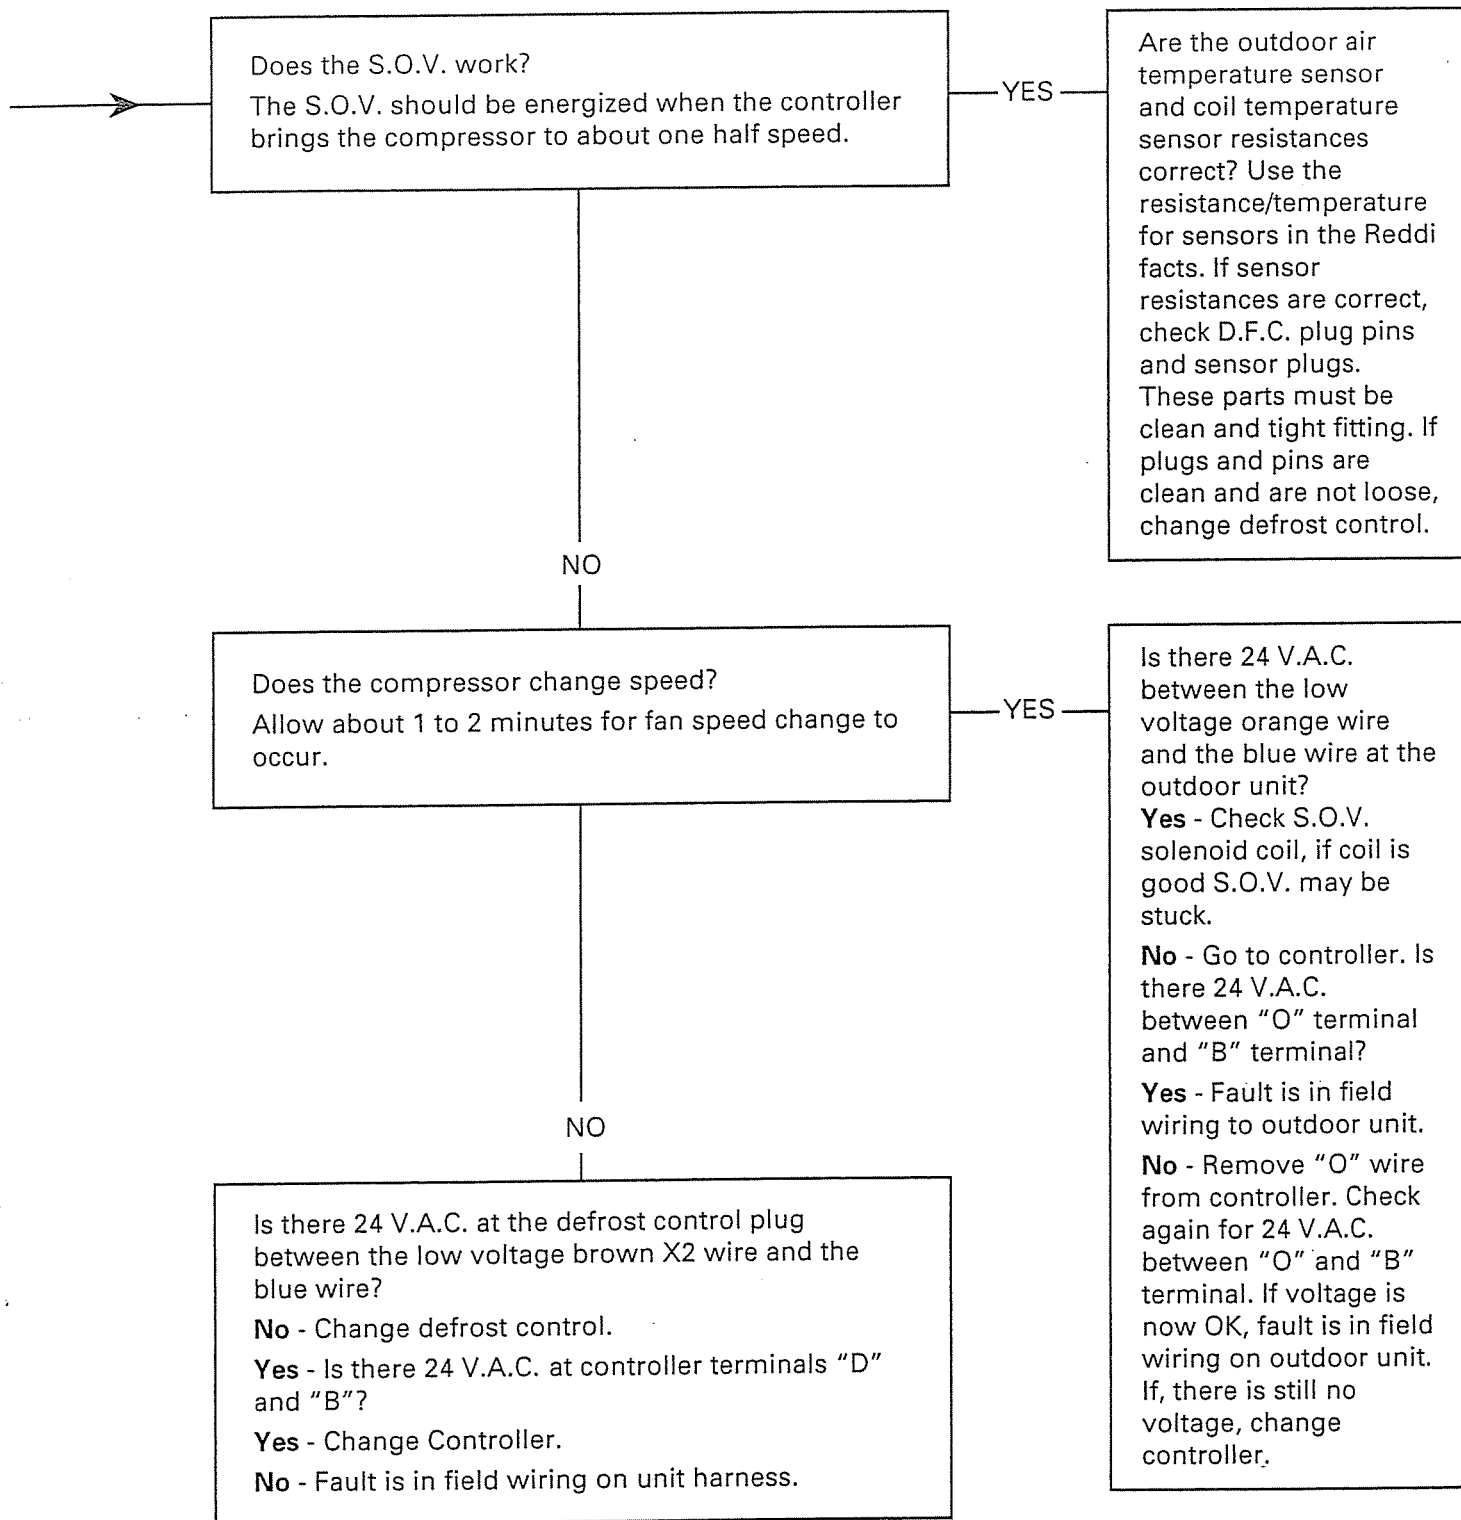 Does the S.O.V. work?
The S.O.V. should be energized when the controller
brings the compressor to about one half speed.
YES
Are the outdoor air
temperature sensor
and coil temperature
sensor resistances
correct? Use the
resistance/temperature
for sensors in the Reddi
facts. If sensor
resistances are correct,
check D.F.C. plug pins
and sensor plugs.
These parts must be
clean and tight fitting. If
plugs and pins are
clean and are not loose,
change defrost control.
NO
Does the compressor change speed?
Allow about 1 to 2 minutes for fan speed change to
occur.
YES
Is there 24 V.A.C.
between the low
voltage orange wire
and the blue wire at the
outdoor unit?
Yes - Check S.O.V.
solenoid coil, if coil is
good S.O.V. may be
stuck.
No - Go to controller. Is
there 24 V.A.C.
between "O" terminal
and "B" terminal?
Yes - Fault is in field
wiring to outdoor unit.
No - Remove "O" wire
from controller. Check
again for 24 V.A.C.
between "O" and "B"
terminal. If voltage is
now OK, fault is in field
wiring on outdoor unit.
If, there is still no
voltage, change
controller.
NO
Is there 24 V.A.C. at the defrost control plug
between the low voltage brown X2 wire and the
blue wire?
No - Change defrost control.
Yes - Is there 24 V.A.C. at controller terminals "D"
and "B"?
Yes - Change Controller.
No - Fault is in field wiring on unit harness.